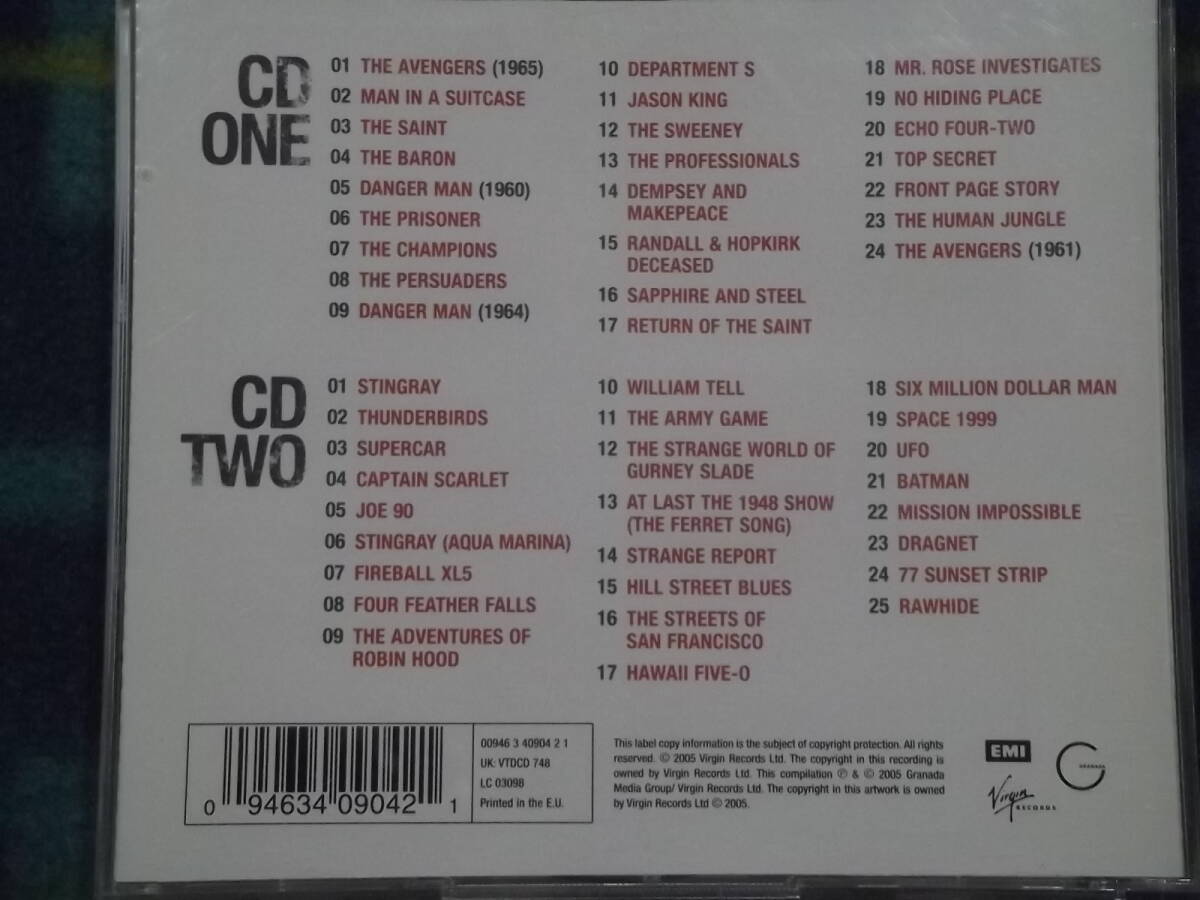 CD
ONE
01 THE AVENGERS (1965)
02 MAN IN A SUITCASE
03 THE SAINT
04 THE BARON
05 DANGER MAN (1960)
06 THE PRISONER
07 THE CHAMPIONS
08 THE PERSUADERS
09 DANGER MAN (1964)
10 DEPARTMENT S
11 JASON KING
12 THE SWEENEY
13 THE PROFESSIONALS
14 DEMPSEY AND
MAKEPEACE
15 RANDALL & HOPKIRK
DECEASED
16 SAPPHIRE AND STEEL
17 RETURN OF THE SAINT
18 MR. ROSE INVESTIGATES
19 NO HIDING PLACE
20 ECHO FOUR-TWO
21 TOP SECRET
22 FRONT PAGE STORY
23 THE HUMAN JUNGLE
24 THE AVENGERS (1961)
CD
TWO
01 STINGRAY
02 THUNDERBIRDS
03 SUPERCAR
04 CAPTAIN SCARLET
05 JOE 90
06 STINGRAY (AQUA MARINA)
07 FIREBALL XL5
08 FOUR FEATHER FALLS
09 THE ADVENTURES OF
ROBIN HOOD
10 WILLIAM TELL
11 THE ARMY GAME
12 THE STRANGE WORLD OF
GURNEY SLADE
13 AT LAST THE 1948 SHOW
(THE FERRET SONG)
14 STRANGE REPORT
15 HILL STREET BLUES
16 THE STREETS OF
SAN FRANCISCO
17 HAWAII FIVE-O
18 SIX MILLION DOLLAR MAN
19 SPACE 1999
20 UFO
21 BATMAN
22 MISSION IMPOSSIBLE
23 DRAGNET
24 77 SUNSET STRIP
25 RAWHIDE
0 94634 09042 1
00946 3 40904 2 1
UK: VTDCD 748
LC 03098
Printed in the E.U.
This label copy information is the subject of copyright protection. All rights
reserved. © 2005 Virgin Records Ltd. The copyright in this recording is
owned by Virgin Records Ltd. This compilation ℗ & © 2005 Granada
Media Group/ Virgin Records Ltd. The copyright in this artwork is owned
by Virgin Records Ltd © 2005.
EMI
Virgin
RECORDS
G
GRANADA